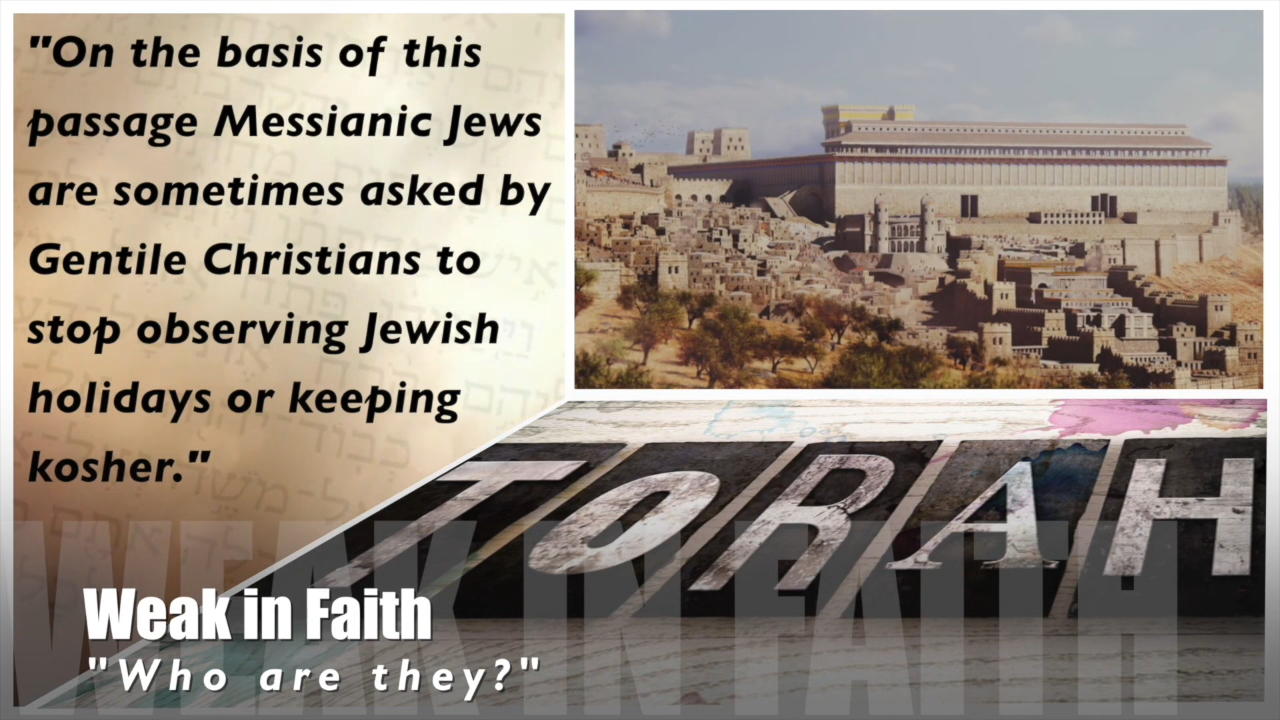 "On the basis of this
passage Messianic Jews
are sometimes asked by
Gentile Christians to
stop observing Jewish
holidays or keeping
kosher."
TORAH
WEAK IN FAITH
Weak in Faith
"Who are they?"